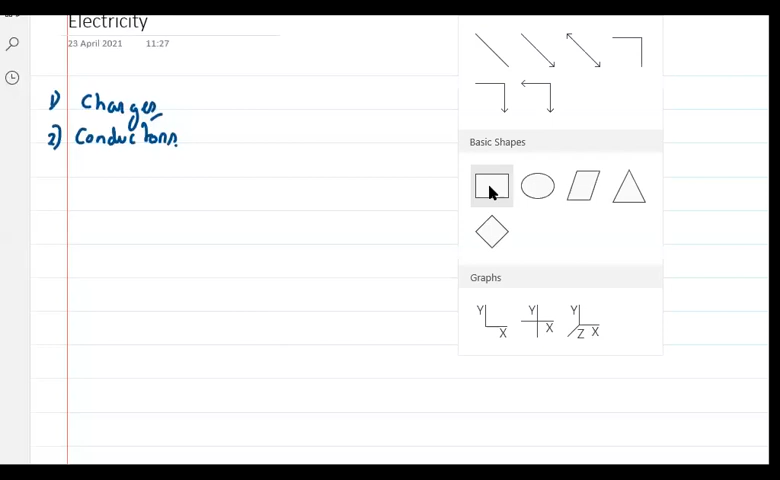 Electricity
23 April 2021 11:27
1) Charges
2) Conductors.
Basic Shapes
Graphs
Y X
Y X
Y Z X